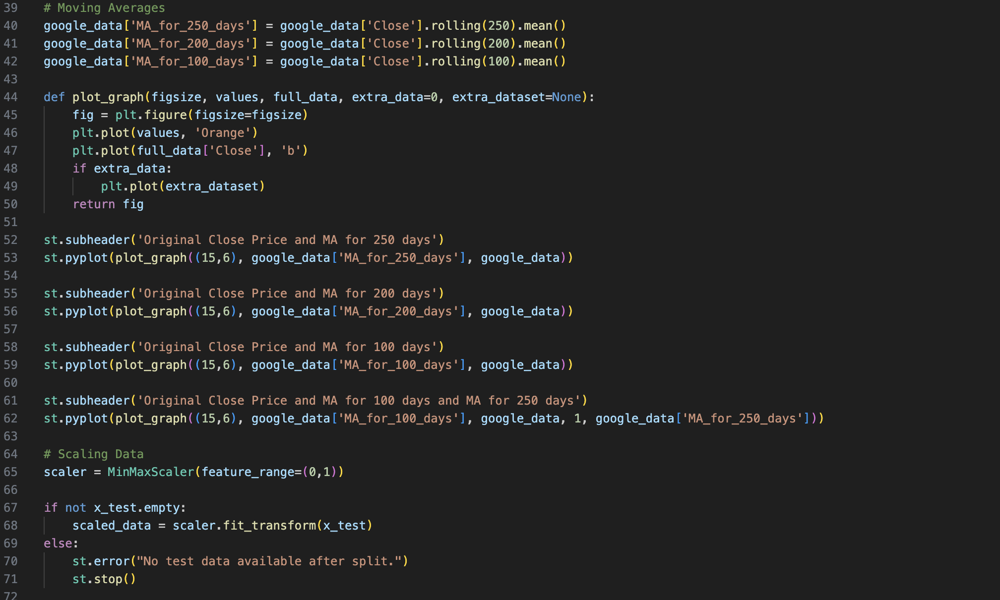 39 # Moving Averages
40 google_data['MA_for_250_days'] = google_data['Close'].rolling(250).mean()
41 google_data['MA_for_200_days'] = google_data['Close'].rolling(200).mean()
42 google_data['MA_for_100_days'] = google_data['Close'].rolling(100).mean()
43
44 def plot_graph(figsize, values, full_data, extra_data=0, extra_dataset=None):
45     fig = plt.figure(figsize=figsize)
46     plt.plot(values, 'Orange')
47     plt.plot(full_data['Close'], 'b')
48     if extra_data:
49         plt.plot(extra_dataset)
50     return fig
51
52 st.subheader('Original Close Price and MA for 250 days')
53 st.pyplot(plot_graph((15,6), google_data['MA_for_250_days'], google_data))
54
55 st.subheader('Original Close Price and MA for 200 days')
56 st.pyplot(plot_graph((15,6), google_data['MA_for_200_days'], google_data))
57
58 st.subheader('Original Close Price and MA for 100 days')
59 st.pyplot(plot_graph((15,6), google_data['MA_for_100_days'], google_data))
60
61 st.subheader('Original Close Price and MA for 100 days and MA for 250 days')
62 st.pyplot(plot_graph((15,6), google_data['MA_for_100_days'], google_data, 1, google_data['MA_for_250_days']))
63
64 # Scaling Data
65 scaler = MinMaxScaler(feature_range=(0,1))
66
67 if not x_test.empty:
68     scaled_data = scaler.fit_transform(x_test)
69 else:
70     st.error("No test data available after split.")
71     st.stop()
72